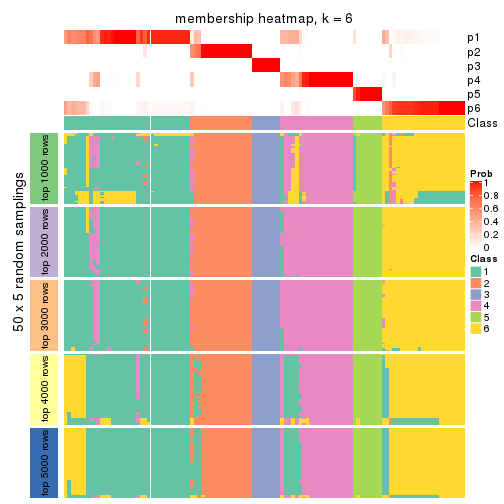 membership heatmap, k = 6
p1
p2
p3
p4
p5
p6
Class
50 x 5 random samplings
top 1000 rows
top 2000 rows
top 3000 rows
top 4000 rows
top 5000 rows
Prob
1
0.8
0.6
0.4
0.2
0
Class
1
2
3
4
5
6